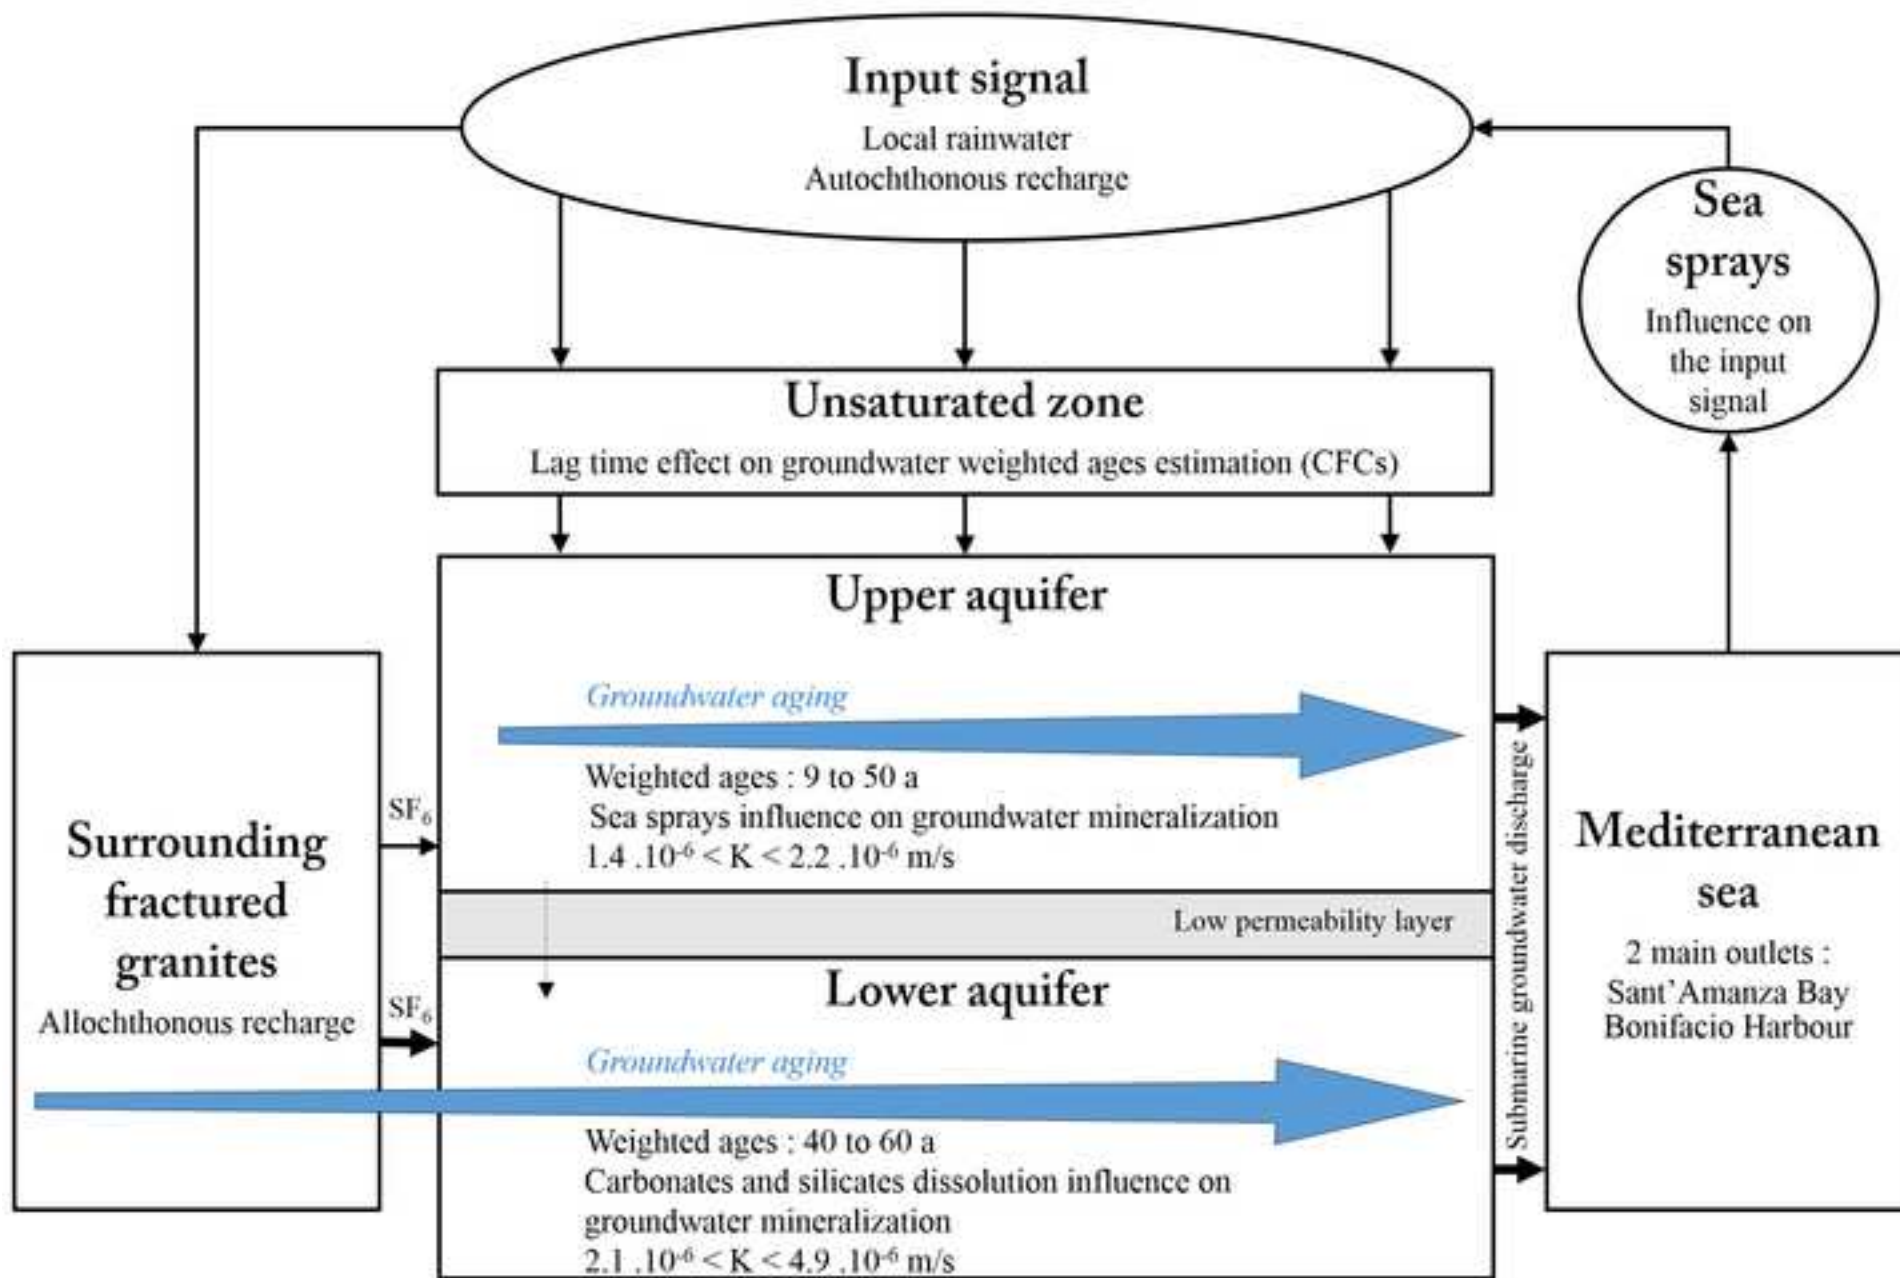 Input signal
Local rainwater
Autochthonous recharge
Sea
sprays
Influence on
the input
signal
Unsaturated zone
Lag time effect on groundwater weighted ages estimation (CFCs)
Upper aquifer
Groundwater aging
Weighted ages : 9 to 50 a
Sea sprays influence on groundwater mineralization
1.4 .10⁻⁶ < K < 2.2 .10⁻⁶ m/s
Low permeability layer
Lower aquifer
Groundwater aging
Weighted ages : 40 to 60 a
Carbonates and silicates dissolution influence on
groundwater mineralization
2.1 .10⁻⁶ < K < 4.9 .10⁻⁶ m/s
Surrounding
fractured
granites
Allochthonous recharge
SF₆
SF₆
Submarine groundwater discharge
Mediterranean
sea
2 main outlets :
Sant’Amanza Bay
Bonifacio Harbour